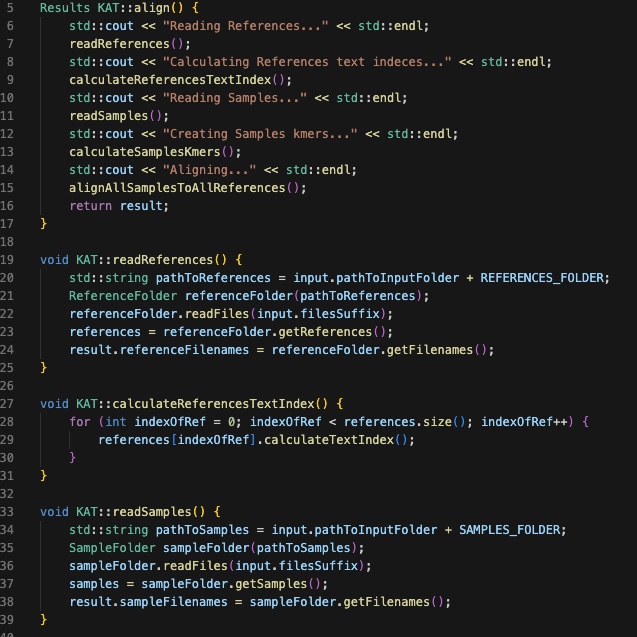 5 Results KAT::align() {
6 std::cout << "Reading References..." << std::endl;
7 readReferences();
8 std::cout << "Calculating References text indeces..." << std::endl;
9 calculateReferencesTextIndex();
10 std::cout << "Reading Samples..." << std::endl;
11 readSamples();
12 std::cout << "Creating Samples kmers..." << std::endl;
13 calculateSamplesKmers();
14 std::cout << "Aligning..." << std::endl;
15 alignAllSamplesToAllReferences();
16 return result;
17 }
18
19 void KAT::readReferences() {
20 std::string pathToReferences = input.pathToInputFolder + REFERENCES_FOLDER;
21 ReferenceFolder referenceFolder(pathToReferences);
22 referenceFolder.readFiles(input.filesSuffix);
23 references = referenceFolder.getReferences();
24 result.referenceFilenames = referenceFolder.getFilenames();
25 }
26
27 void KAT::calculateReferencesTextIndex() {
28 for (int indexOfRef = 0; indexOfRef < references.size(); indexOfRef++) {
29 references[indexOfRef].calculateTextIndex();
30 }
31 }
32
33 void KAT::readSamples() {
34 std::string pathToSamples = input.pathToInputFolder + SAMPLES_FOLDER;
35 SampleFolder sampleFolder(pathToSamples);
36 sampleFolder.readFiles(input.filesSuffix);
37 samples = sampleFolder.getSamples();
38 result.sampleFilenames = sampleFolder.getFilenames();
39 }